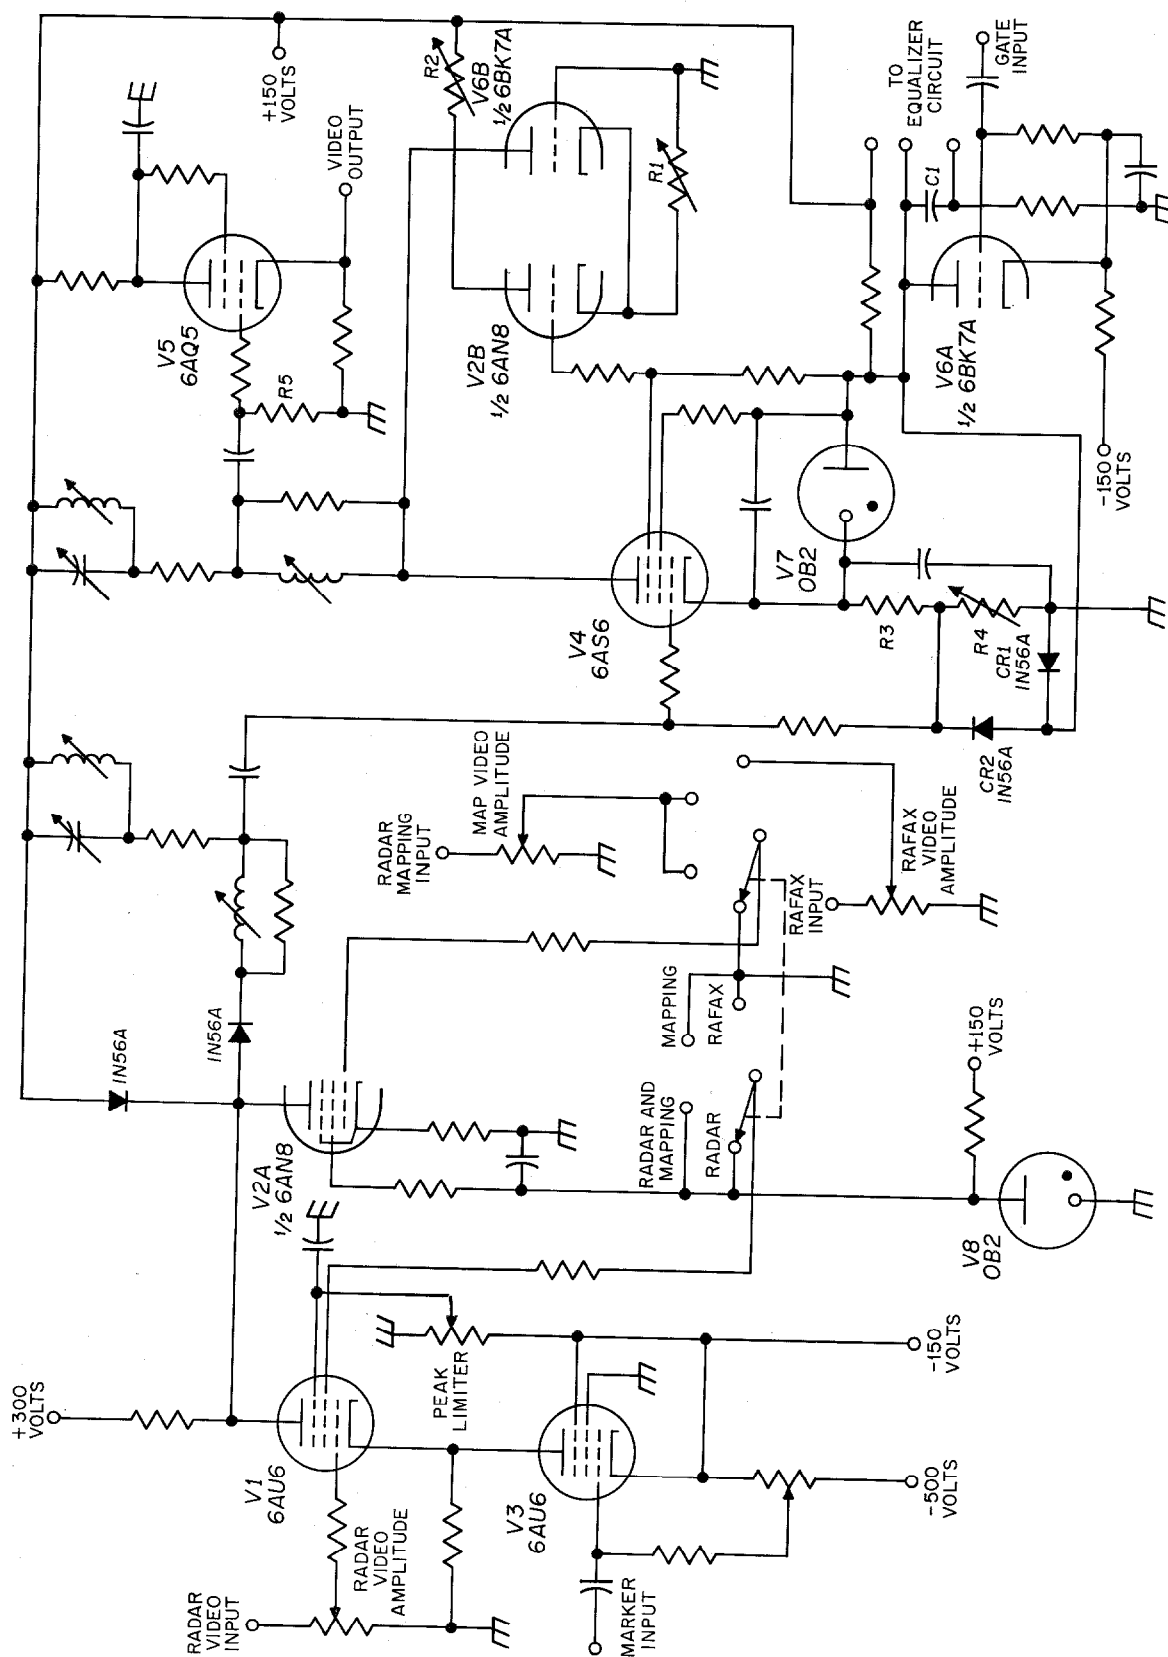 +300
VOLTS
RADAR
VIDEO
INPUT
RADAR
VIDEO
AMPLITUDE
V1
6AU6
PEAK
LIMITER
V3
6AU6
MARKER
INPUT
-500
VOLTS
-150
VOLTS
V2A
1/2 6AN8
1N56A
1N56A
RADAR AND
MAPPING
RADAR
MAPPING
RAFAX
V8
OB2
+150
VOLTS
RADAR
MAPPING
INPUT
MAP VIDEO
AMPLITUDE
RAFAX
INPUT
RAFAX
VIDEO
AMPLITUDE
V4
6AS6
V7
OB2
R3
R4
CR1
1N56A
CR2
1N56A
V5
6AQ5
R5
VIDEO
OUTPUT
+150
VOLTS
V2B
1/2 6AN8
R2
V6B
1/2 6BK7A
R1
TO
EQUALIZER
CIRCUIT
C1
GATE
INPUT
V6A
1/2 6BK7A
-150
VOLTS